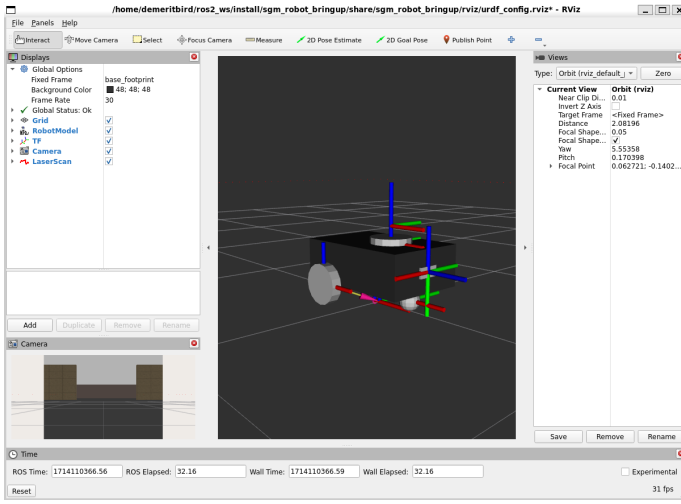 /home/demeritbird/ros2_ws/install/sgm_robot_bringup/share/sgm_robot_bringup/rviz/urdf_config.rviz* - RViz
File Panels Help
Interact Move Camera Select Focus Camera Measure 2D Pose Estimate 2D Goal Pose Publish Point
Displays
Global Options
Fixed Frame base_footprint
Background Color 48; 48; 48
Frame Rate 30
Global Status: Ok
Grid
RobotModel
TF
Camera
LaserScan
Add Duplicate Remove Rename
Camera
Views
Type: Orbit (rviz_default_ Zero
Current View Orbit (rviz)
Near Clip Di... 0.01
Invert Z Axis
Target Frame <Fixed Frame>
Distance 2.08196
Focal Shape... 0.05
Focal Shape...
Yaw 5.55358
Pitch 0.170398
Focal Point 0.062721; -0.1402...
Save Remove Rename
Time
ROS Time: 1714110366.56 ROS Elapsed: 32.16 Wall Time: 1714110366.59 Wall Elapsed: 32.16 Experimental
Reset 31 fps